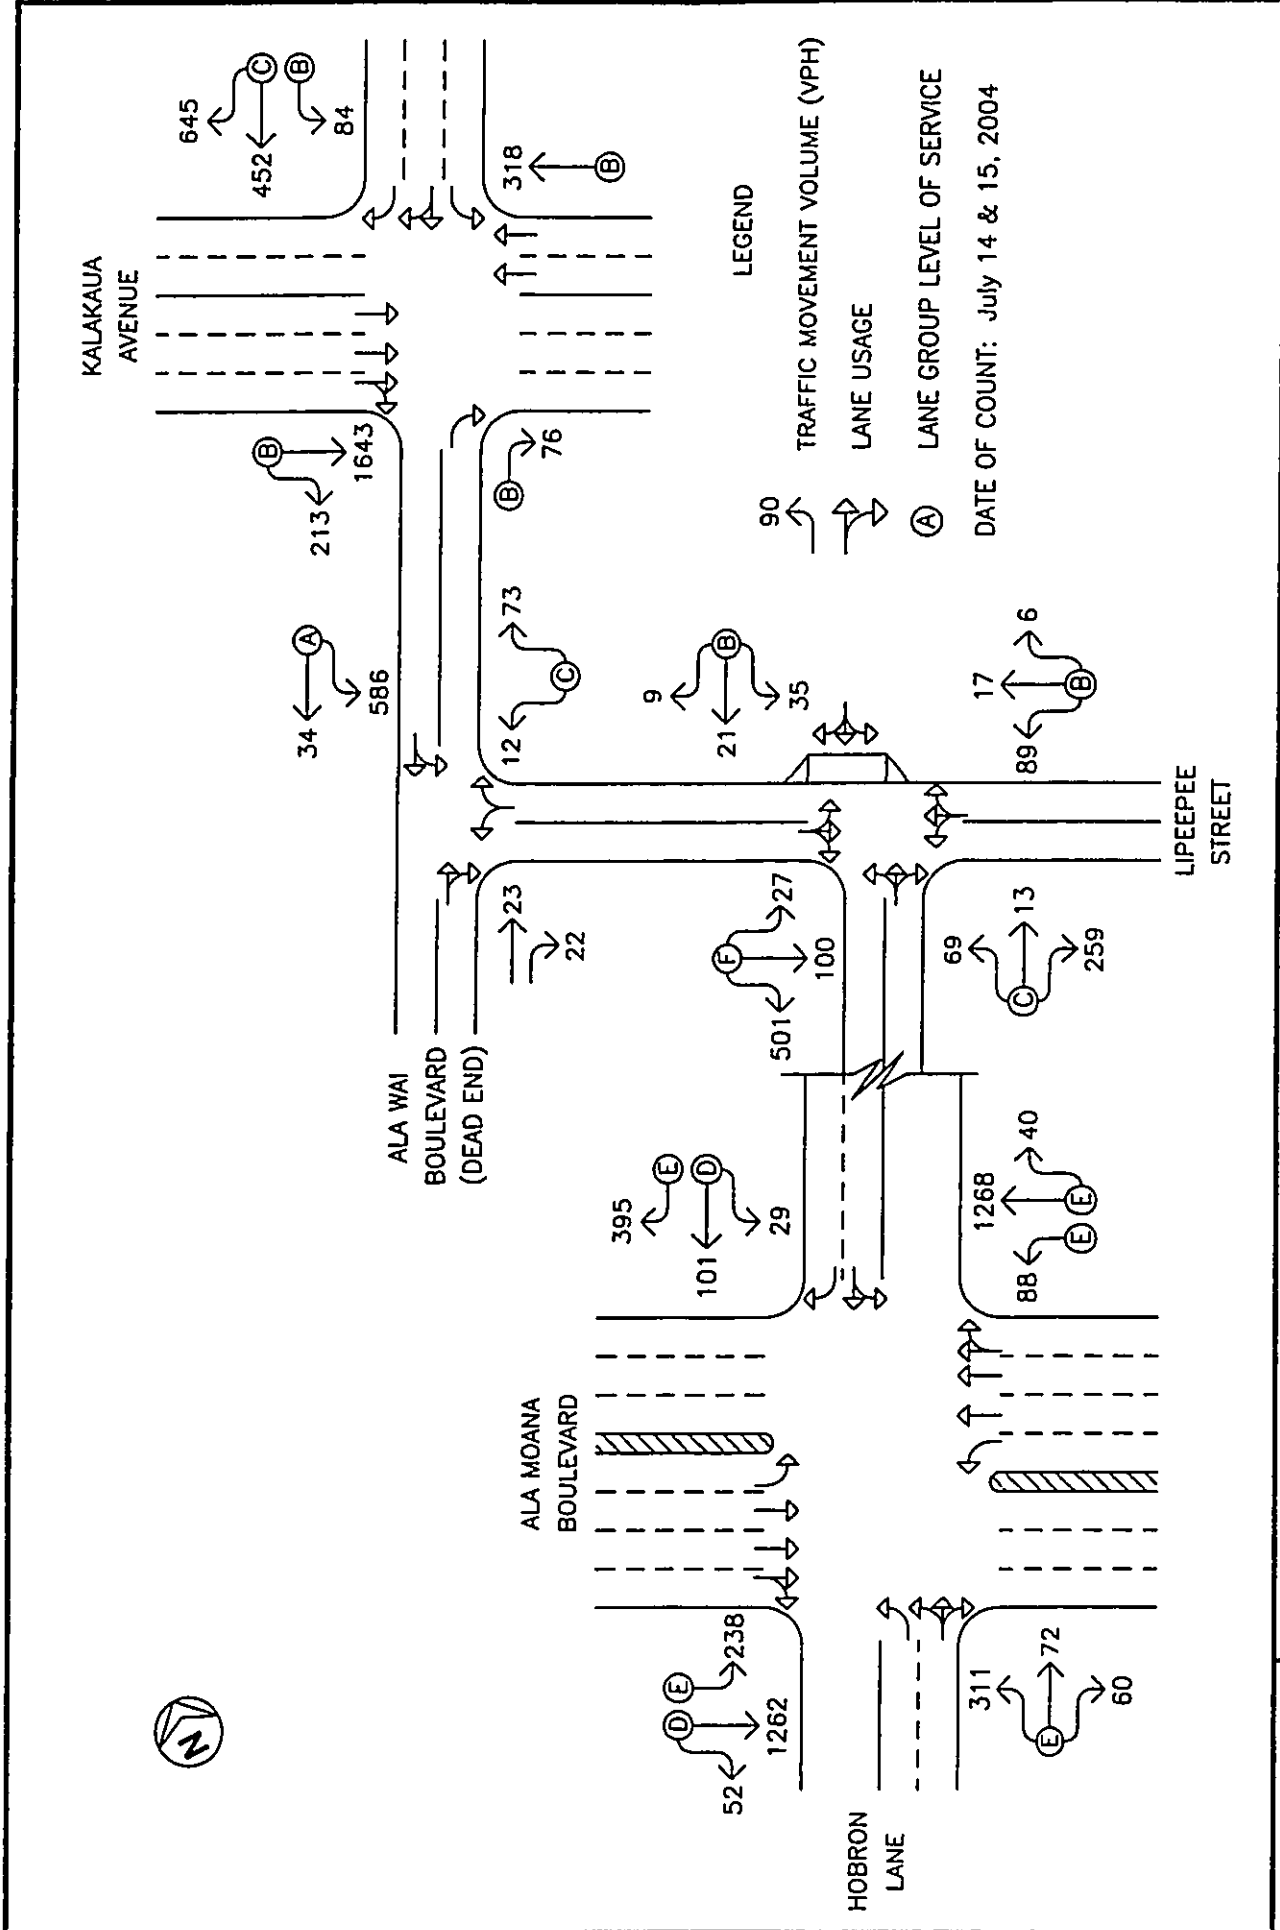 KALAKAUA
AVENUE
645
C
B
452
84
318
B
B
213
1643
B
76
A
34
586
12
73
C
ALA WAI
BOULEVARD
(DEAD END)
23
22
9
B
21
35
F
27
100
501
17
6
89
B
LIPEEPEE
STREET
69
13
C
259
395
E
D
101
29
1268
40
88
E
E
ALA MOANA
BOULEVARD
D
E
238
1262
52
311
72
E
60
HOBRON
LANE
N
LEGEND
90
TRAFFIC MOVEMENT VOLUME (VPH)
LANE USAGE
A
LANE GROUP LEVEL OF SERVICE
DATE OF COUNT: July 14 & 15, 2004